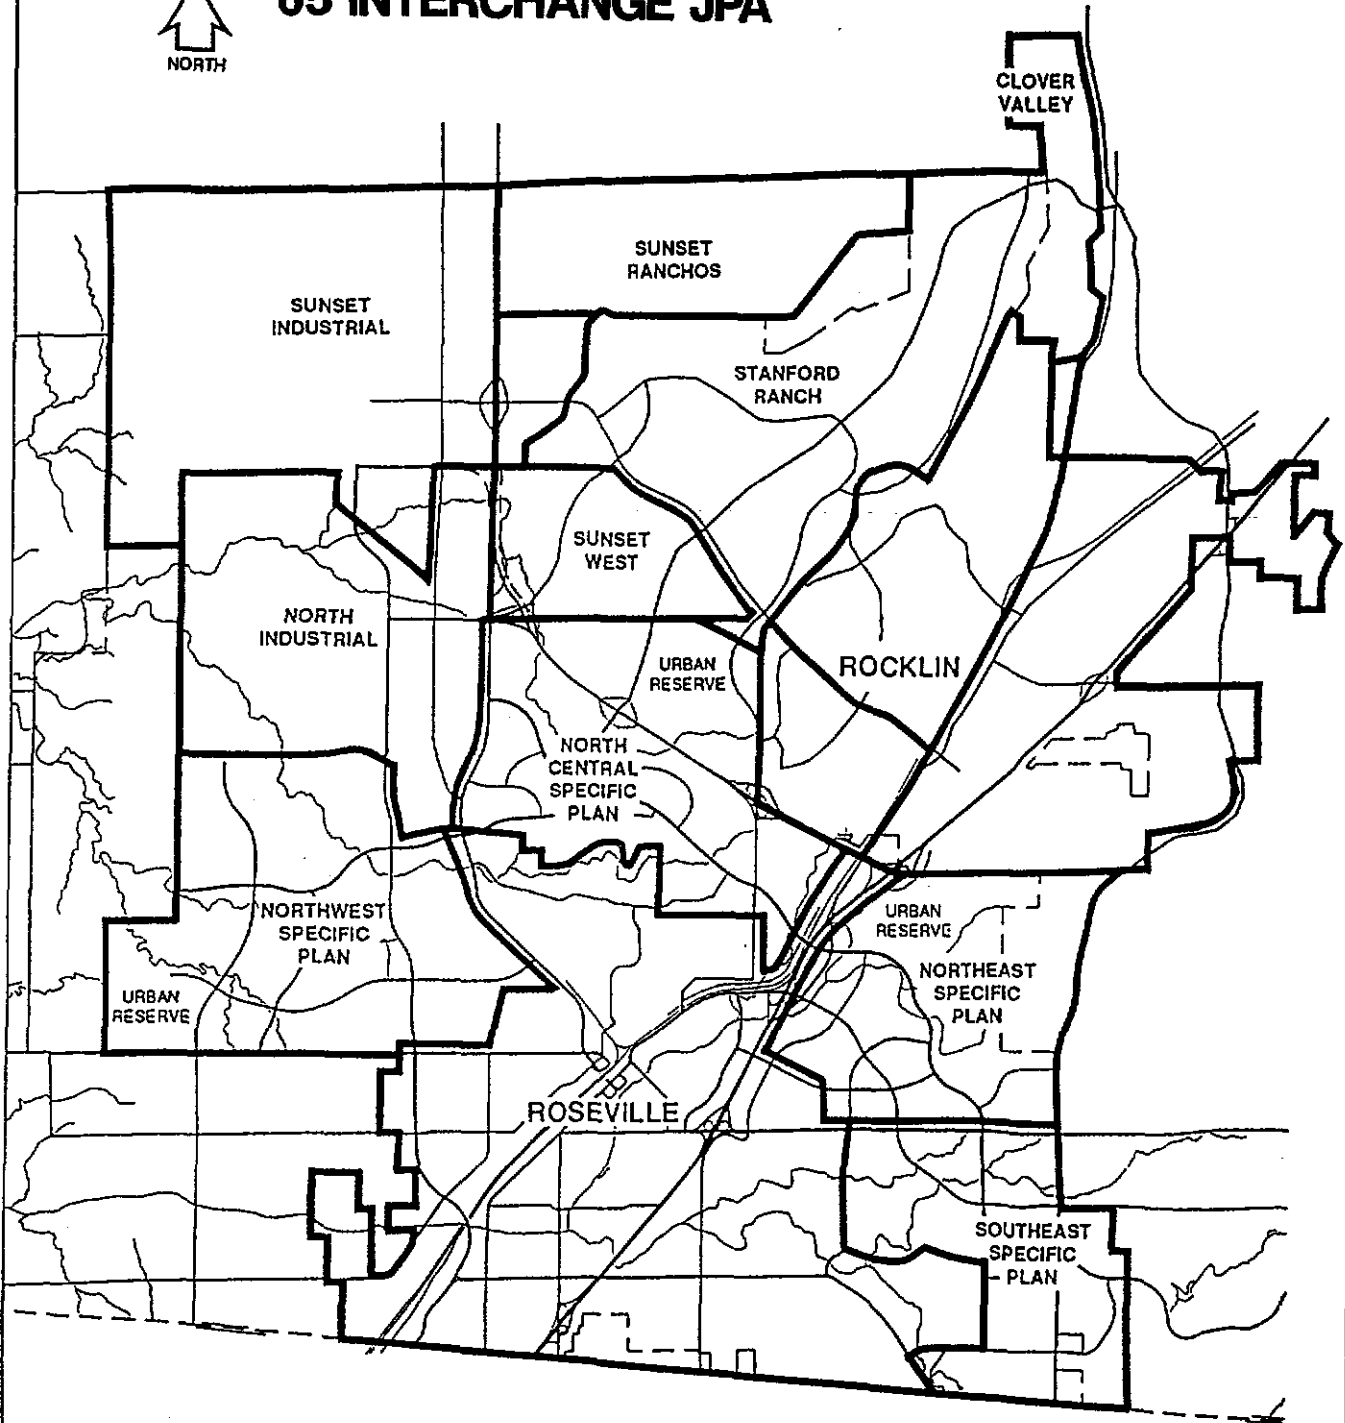 65 INTERCHANGE JPA
NORTH
CLOVER
VALLEY
SUNSET
RANCHOS
SUNSET
INDUSTRIAL
STANFORD
RANCH
SUNSET
WEST
NORTH
INDUSTRIAL
URBAN
RESERVE
ROCKLIN
NORTH
CENTRAL
SPECIFIC
PLAN
NORTHWEST
SPECIFIC
PLAN
URBAN
RESERVE
URBAN
RESERVE
NORTHEAST
SPECIFIC
PLAN
ROSEVILLE
SOUTHEAST
SPECIFIC
PLAN